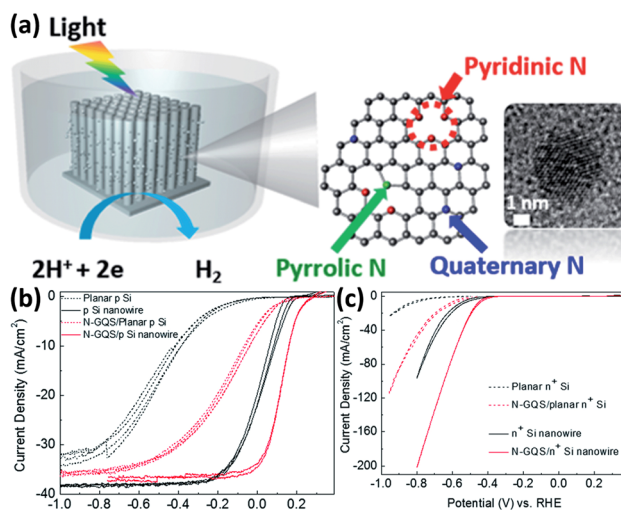 (a)
Light
Pyridinic N
1 nm
2H⁺ + 2e
H₂
Pyrrolic N
Quaternary N
(b)
Planar p Si
p Si nanowire
N-GQS/Planar p Si
N-GQS/p Si nanowire
Current Density (mA/cm²)
0
-10
-20
-30
-40
-1.0
-0.8
-0.6
-0.4
-0.2
0.0
0.2
(c)
Planar n⁺ Si
N-GQS/planar n⁺ Si
n⁺ Si nanowire
N-GQS/n⁺ Si nanowire
Current Density (mA/cm²)
0
-40
-80
-120
-160
-200
-1.0
-0.8
-0.6
-0.4
-0.2
0.0
0.2
Potential (V) vs. RHE